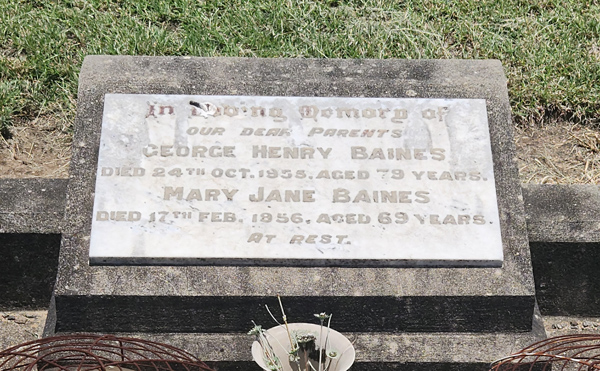 In Loving Memory of
OUR DEAR PARENTS
GEORGE HENRY BAINES
DIED 24TH OCT. 1955. AGED 79 YEARS.
MARY JANE BAINES
DIED 17TH FEB. 1956. AGED 69 YEARS.
AT REST.